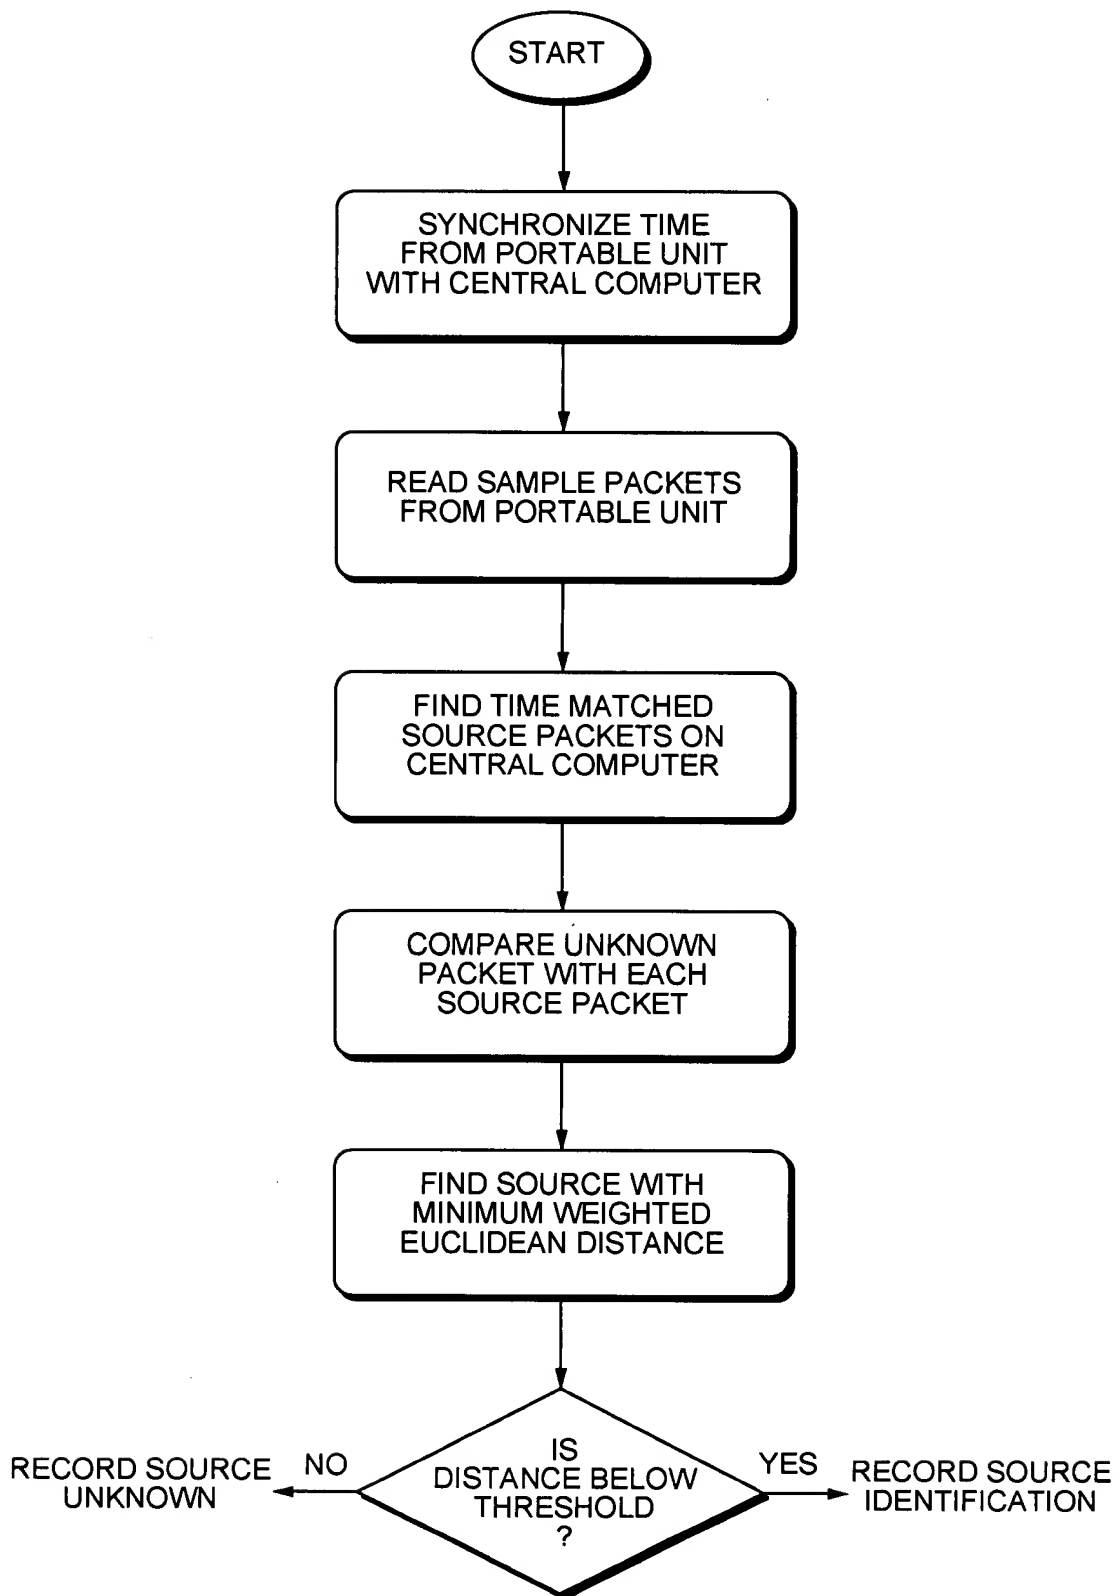 START
SYNCHRONIZE TIME
FROM PORTABLE UNIT
WITH CENTRAL COMPUTER
READ SAMPLE PACKETS
FROM PORTABLE UNIT
FIND TIME MATCHED
SOURCE PACKETS ON
CENTRAL COMPUTER
COMPARE UNKNOWN
PACKET WITH EACH
SOURCE PACKET
FIND SOURCE WITH
MINIMUM WEIGHTED
EUCLIDEAN DISTANCE
IS
DISTANCE BELOW
THRESHOLD
?
NO
RECORD SOURCE
UNKNOWN
YES
RECORD SOURCE
IDENTIFICATION